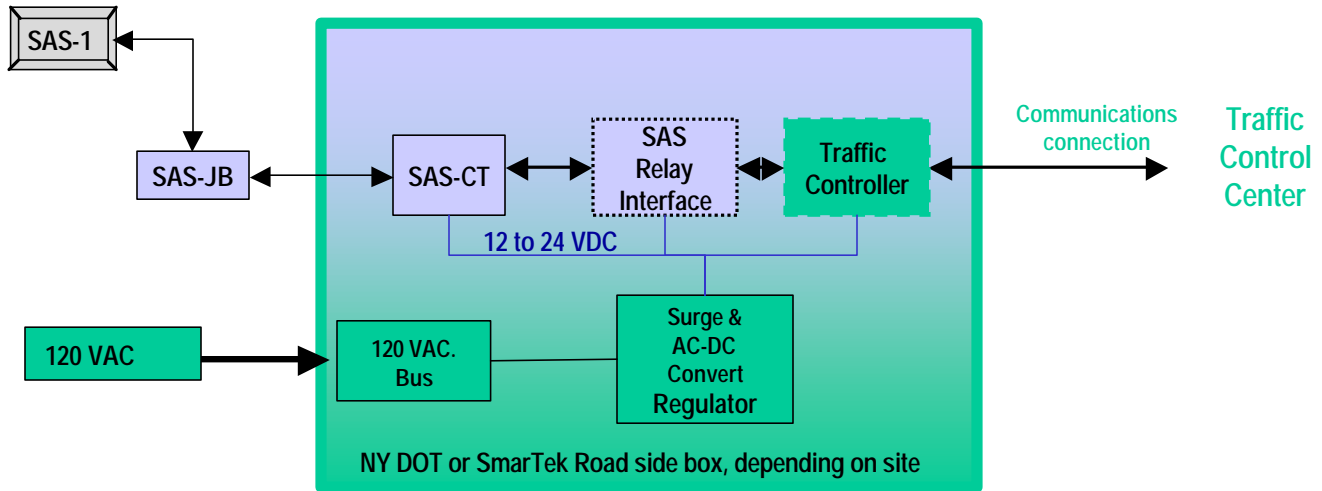 SAS-1
SAS-JB
SAS-CT
SAS
Relay
Interface
Traffic
Controller
Communications
connection
Traffic
Control
Center
12 to 24 VDC
120 VAC
120 VAC.
Bus
Surge &
AC-DC
Convert
Regulator
NY DOT or SmarTek Road side box, depending on site